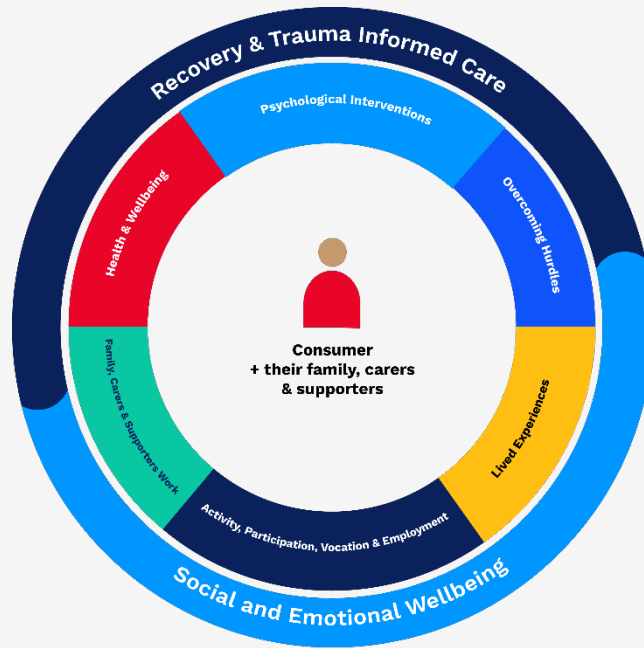 Recovery & Trauma Informed Care
Psychological Interventions
Health & Wellbeing
Overcoming Hurdles
Consumer
+ their family, carers
& supporters
Family, Carers & Supporters Work
Lived Experiences
Activity, Participation, Vocation & Employment
Social and Emotional Wellbeing